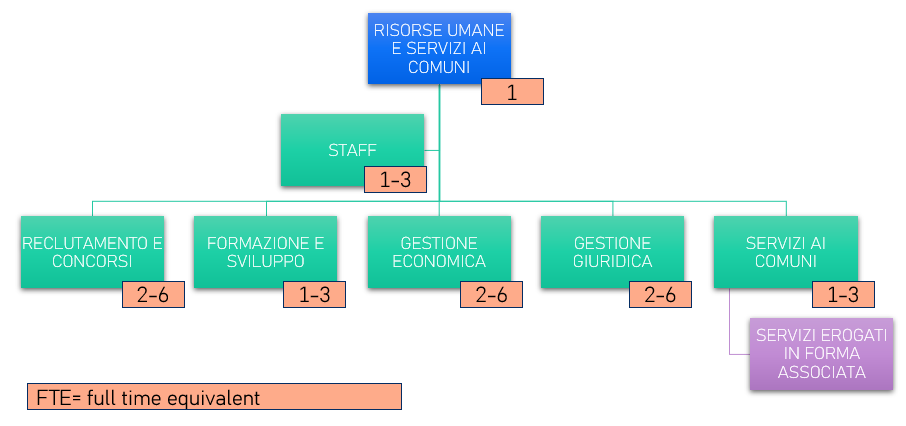 RISORSE UMANE
E SERVIZI AI
COMUNI
1
STAFF
1-3
RECLUTAMENTO E
CONCORSI
2-6
FORMAZIONE E
SVILUPPO
1-3
GESTIONE
ECONOMICA
2-6
GESTIONE
GIURIDICA
2-6
SERVIZI AI
COMUNI
1-3
SERVIZI EROGATI
IN FORMA
ASSOCIATA
FTE= full time equivalent